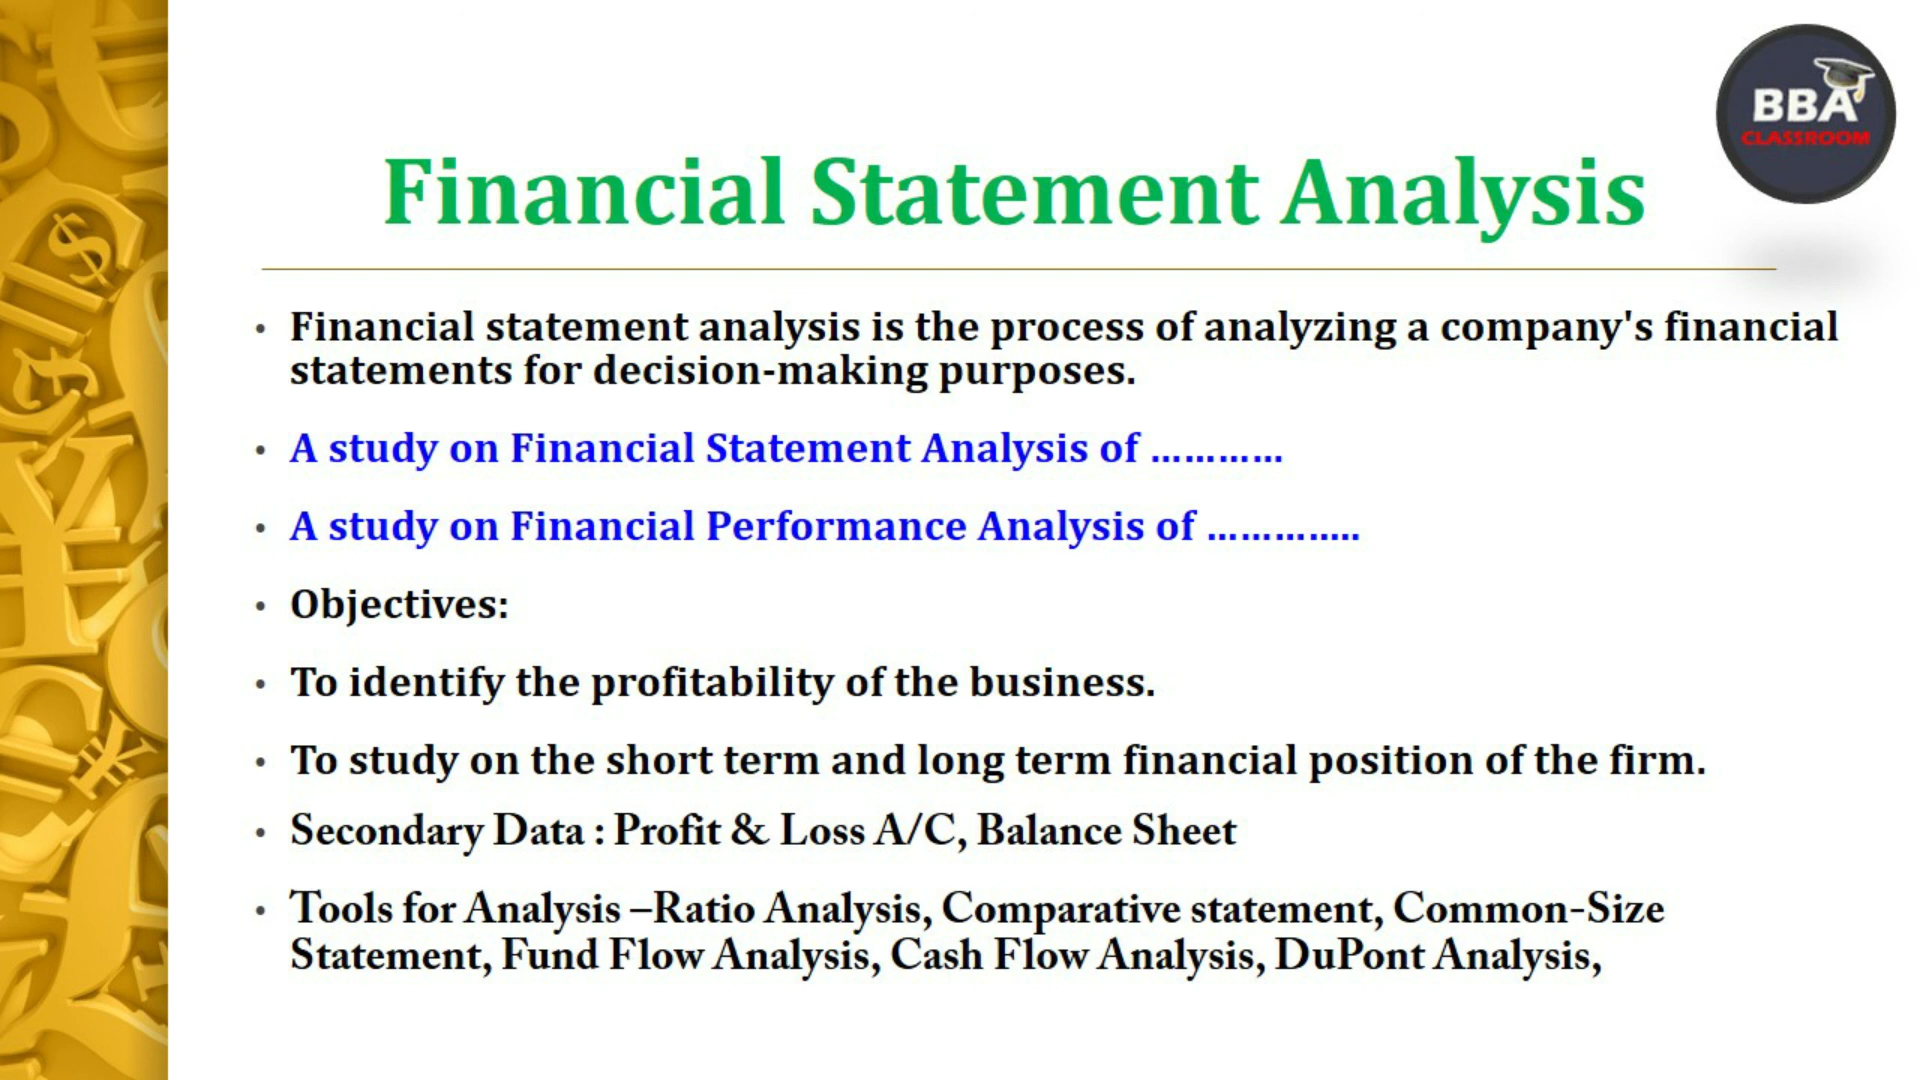 BBA
CLASSROOM
Financial Statement Analysis
• Financial statement analysis is the process of analyzing a company's financial
statements for decision-making purposes.
• A study on Financial Statement Analysis of …………
• A study on Financial Performance Analysis of …………..
• Objectives:
• To identify the profitability of the business.
• To study on the short term and long term financial position of the firm.
• Secondary Data : Profit & Loss A/C, Balance Sheet
• Tools for Analysis –Ratio Analysis, Comparative statement, Common-Size
Statement, Fund Flow Analysis, Cash Flow Analysis, DuPont Analysis,